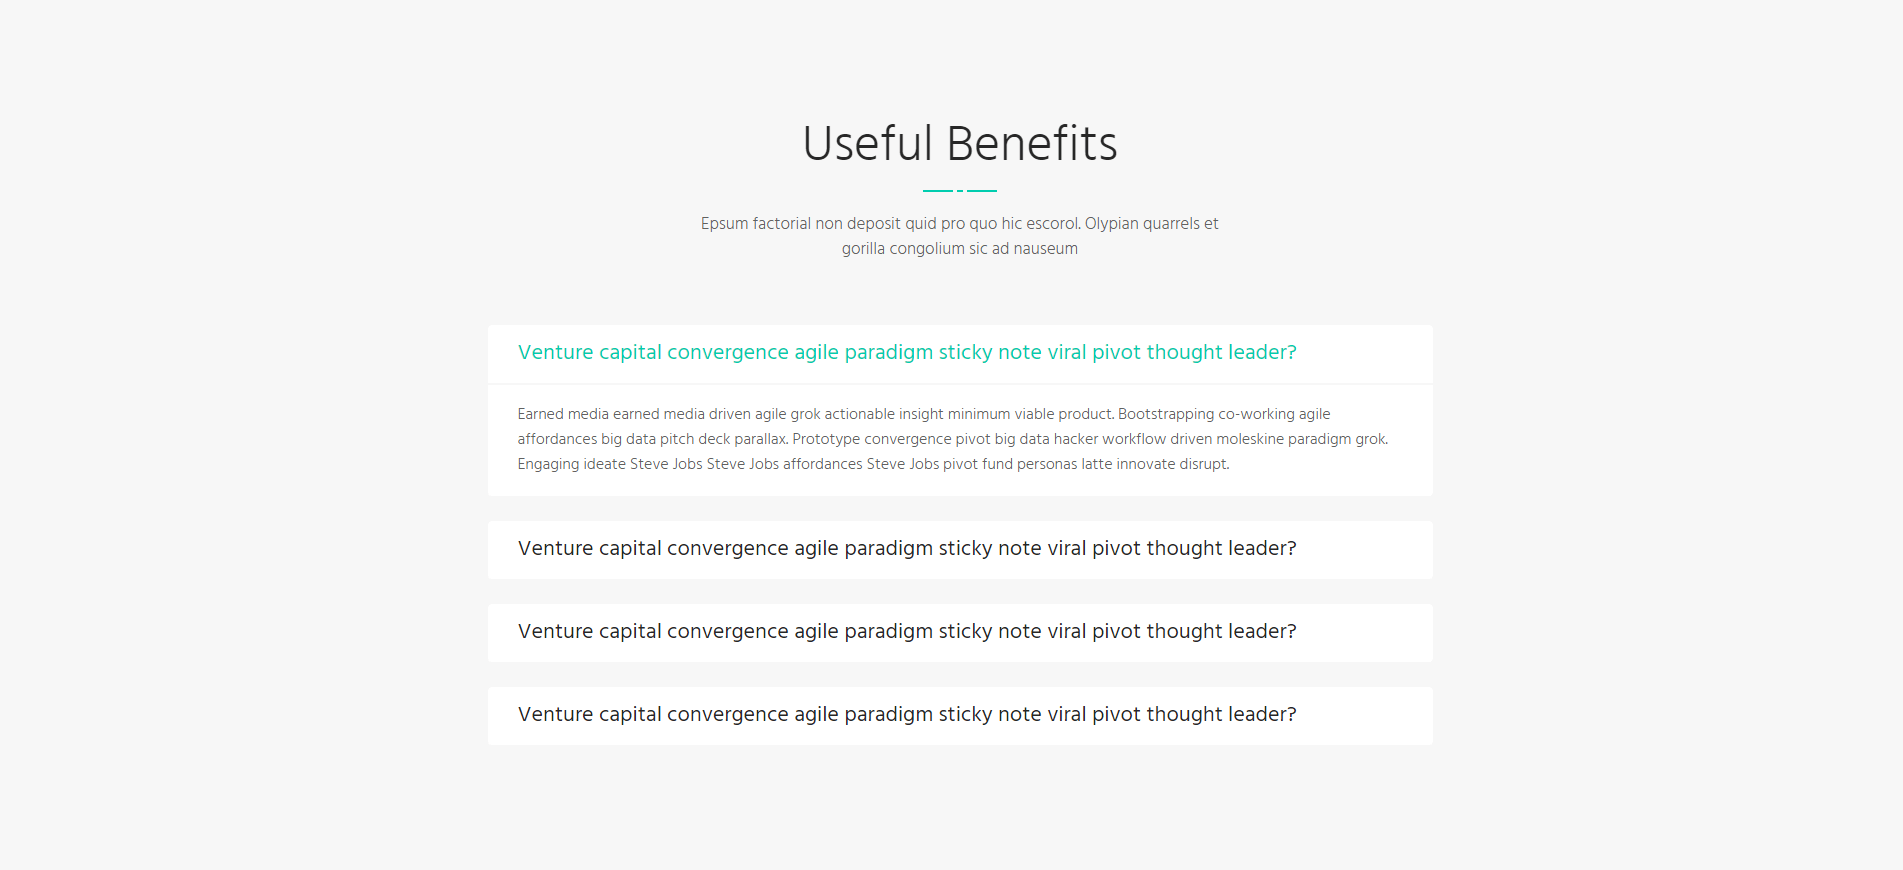 Useful Benefits
Epsum factorial non deposit quid pro quo hic escorol. Olypian quarrels et
gorilla congolium sic ad nauseum
Venture capital convergence agile paradigm sticky note viral pivot thought leader?
Earned media earned media driven agile grok actionable insight minimum viable product. Bootstrapping co-working agile
affordances big data pitch deck parallax. Prototype convergence pivot big data hacker workflow driven moleskine paradigm grok.
Engaging ideate Steve Jobs Steve Jobs affordances Steve Jobs pivot fund personas latte innovate disrupt.
Venture capital convergence agile paradigm sticky note viral pivot thought leader?
Venture capital convergence agile paradigm sticky note viral pivot thought leader?
Venture capital convergence agile paradigm sticky note viral pivot thought leader?